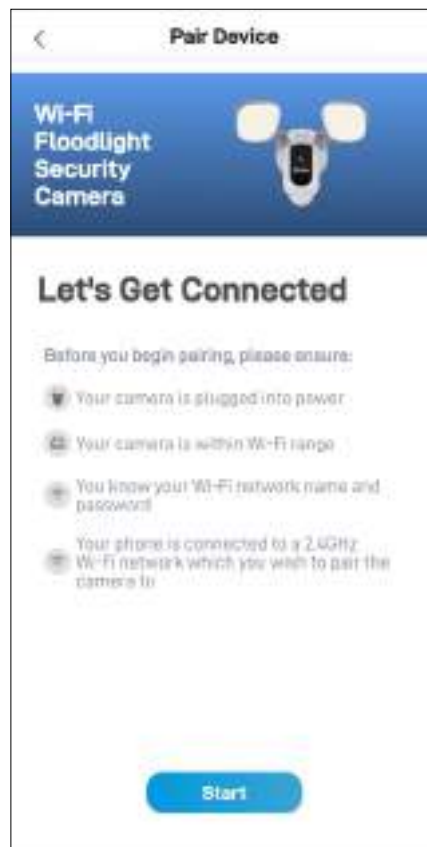 Pair Device
Wi-Fi
Floodlight
Security
Camera
Let's Get Connected
Before you begin pairing, please ensure:
Your camera is plugged into power
Your camera is within Wi-Fi range
You know your Wi-Fi network name and
password
Your phone is connected to a 2.4GHz
Wi-Fi network which you wish to pair the
camera to
Start